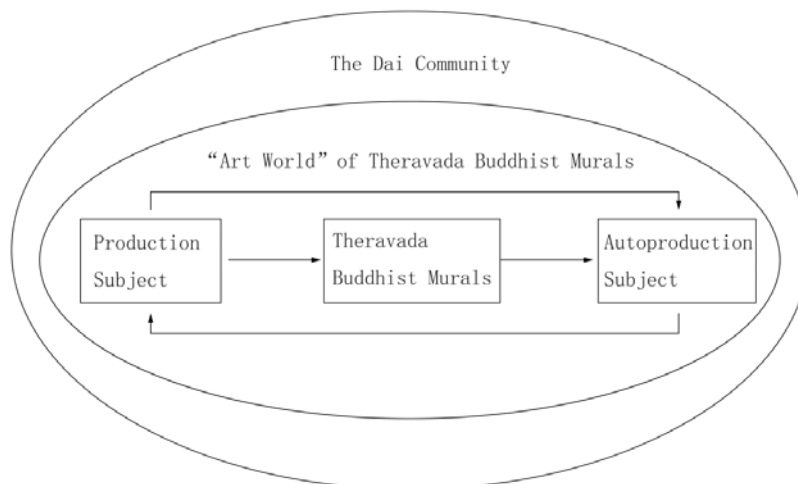 The Dai Community
“Art World” of Theravada Buddhist Murals
Production
Subject
Theravada
Buddhist Murals
Autoproduction
Subject